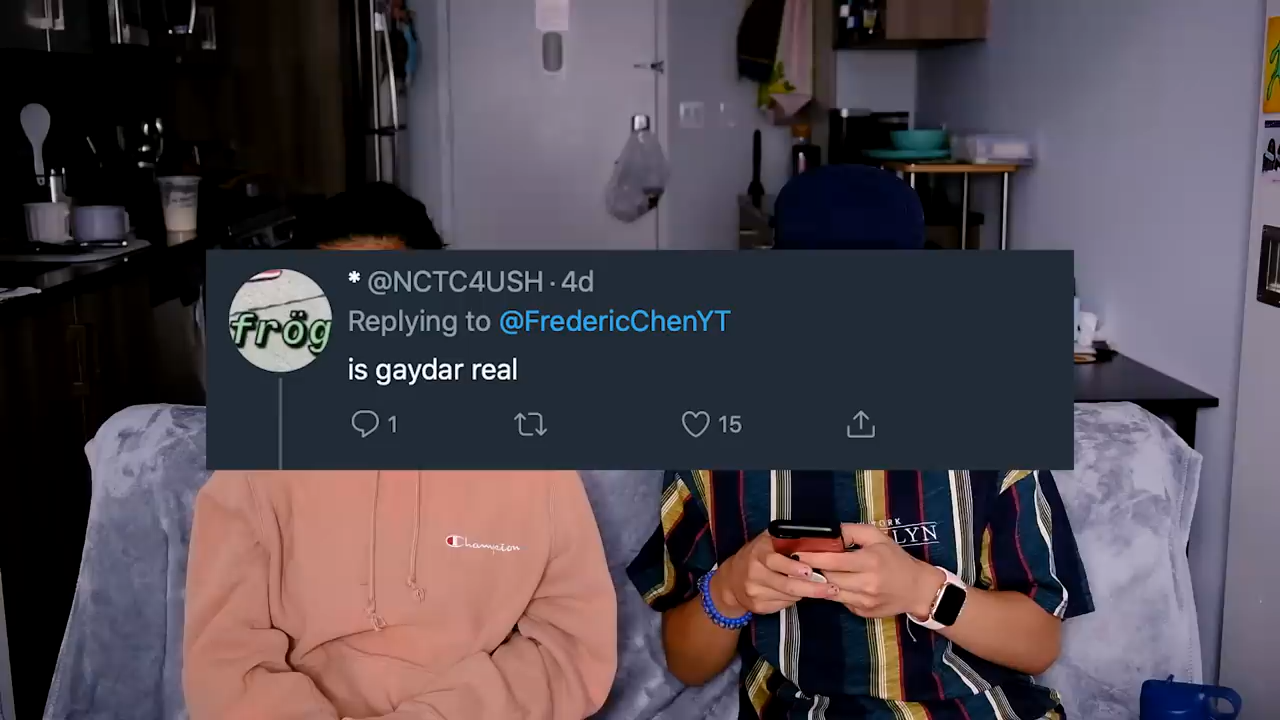 * @NCTC4USH · 4d
Replying to @FredericChenYT
frög
is gaydar real
1
15
Champion
LYN